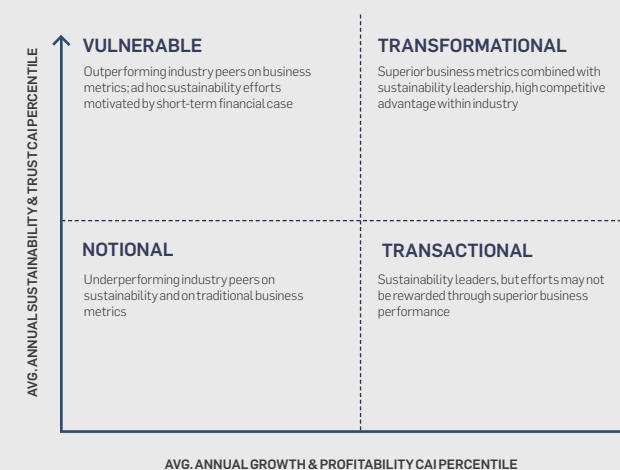 VULNERABLE
Outperforming industry peers on business
metrics; ad hoc sustainability efforts
motivated by short-term financial case
TRANSFORMATIONAL
Superior business metrics combined with
sustainability leadership, high competitive
advantage within industry
NOTIONAL
Underperforming industry peers on
sustainability and on traditional business
metrics
TRANSACTIONAL
Sustainability leaders, but efforts may not
be rewarded through superior business
performance
AVG. ANNUAL SUSTAINABILITY & TRUST CAI PERCENTILE
AVG. ANNUAL GROWTH & PROFITABILITY CAI PERCENTILE